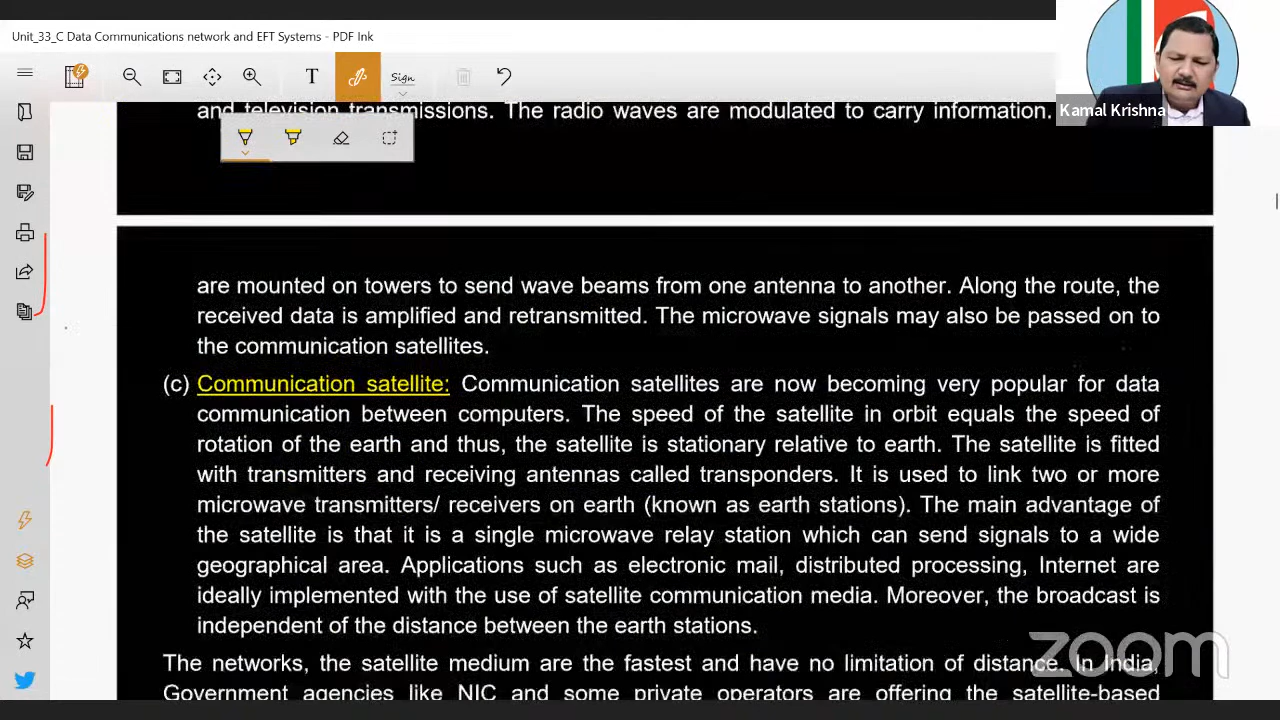 Unit_33_C Data Communications network and EFT Systems - PDF Ink
T
Sign
and television transmissions. The radio waves are modulated to carry information.
Kamal Krishna
are mounted on towers to send wave beams from one antenna to another. Along the route, the
received data is amplified and retransmitted. The microwave signals may also be passed on to
the communication satellites.
(c) Communication satellite: Communication satellites are now becoming very popular for data
communication between computers. The speed of the satellite in orbit equals the speed of
rotation of the earth and thus, the satellite is stationary relative to earth. The satellite is fitted
with transmitters and receiving antennas called transponders. It is used to link two or more
microwave transmitters/ receivers on earth (known as earth stations). The main advantage of
the satellite is that it is a single microwave relay station which can send signals to a wide
geographical area. Applications such as electronic mail, distributed processing, Internet are
ideally implemented with the use of satellite communication media. Moreover, the broadcast is
independent of the distance between the earth stations.
The networks, the satellite medium are the fastest and have no limitation of distance. In India,
Government agencies like NIC and some private operators are offering the satellite-based
zoom